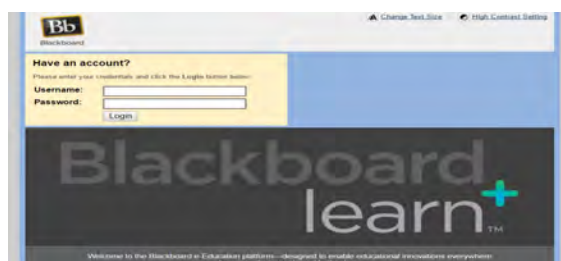 Bb
Blackboard
Change Text Size
High Contrast Setting
Have an account?
Please enter your credentials and click the Login button below.
Username:
Password:
Login
Blackboard
learn+
TM
Welcome to the Blackboard e-Education platform—designed to enable educational innovations everywhere